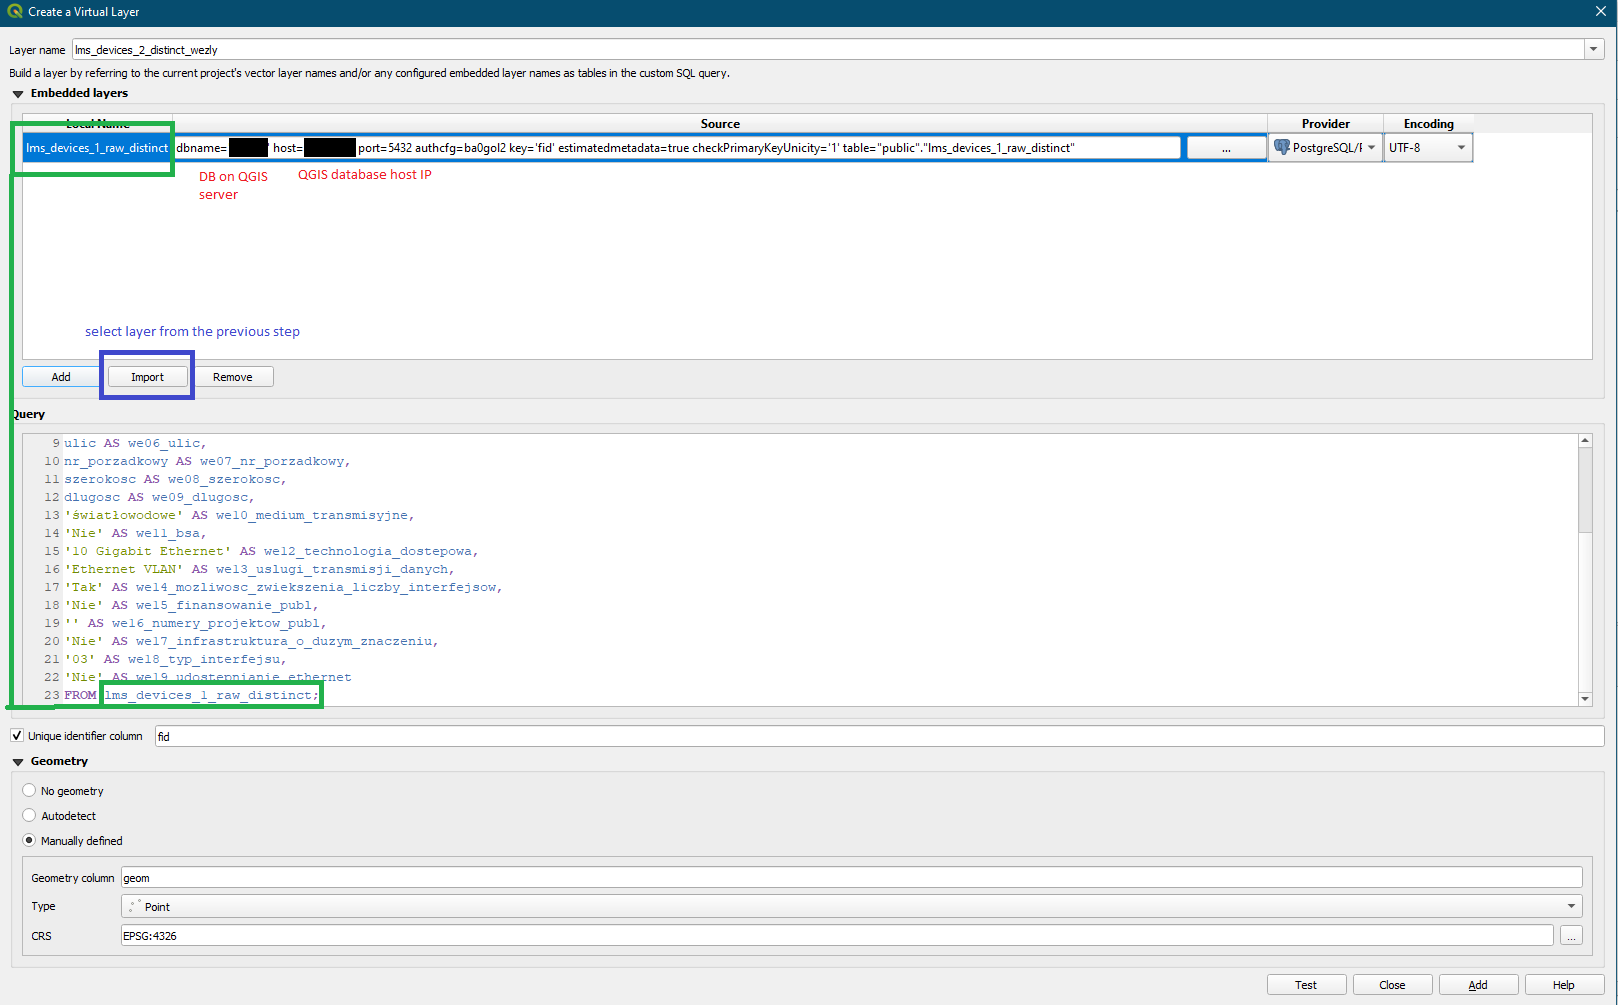 Create a Virtual Layer
Layer name lms_devices_2_distinct_wezly
Build a layer by referring to the current project's vector layer names and/or any configured embedded layer names as tables in the custom SQL query.
Embedded layers
Local Name Source Provider Encoding
lms_devices_1_raw_distinct dbname= ' host= port=5432 authcfg=ba0gol2 key='fid' estimatedmetadata=true checkPrimaryKeyUnicity='1' table="public"."lms_devices_1_raw_distinct" ... PostgreSQL/F UTF-8
DB on QGIS QGIS database host IP
server
select layer from the previous step
Add Import Remove
Query
9 ulic AS we06_ulic,
10 nr_porzadkowy AS we07_nr_porzadkowy,
11 szerokosc AS we08_szerokosc,
12 dlugosc AS we09_dlugosc,
13 'światłowodowe' AS we10_medium_transmisyjne,
14 'Nie' AS we11_bsa,
15 '10 Gigabit Ethernet' AS we12_technologia_dostepowa,
16 'Ethernet VLAN' AS we13_uslugi_transmisji_danych,
17 'Tak' AS we14_mozliwosc_zwiekszenia_liczby_interfejsow,
18 'Nie' AS we15_finansowanie_publ,
19 '' AS we16_numery_projektow_publ,
20 'Nie' AS we17_infrastruktura_o_duzym_znaczeniu,
21 '03' AS we18_typ_interfejsu,
22 'Nie' AS we19_udostepnianie_ethernet
23 FROM lms_devices_1_raw_distinct;
Unique identifier column fid
Geometry
No geometry
Autodetect
Manually defined
Geometry column geom
Type Point
CRS EPSG:4326 ...
Test Close Add Help